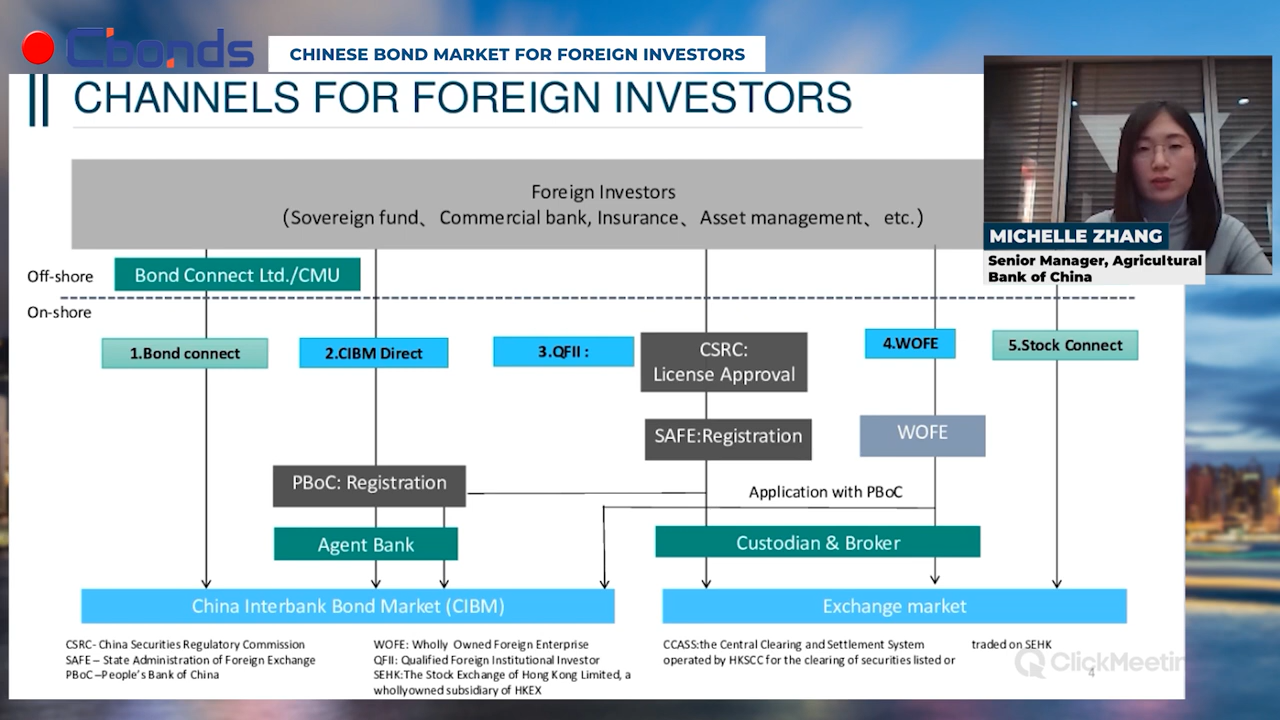 Cbonds
CHINESE BOND MARKET FOR FOREIGN INVESTORS
CHANNELS FOR FOREIGN INVESTORS
Foreign Investors
(Sovereign fund、Commercial bank, Insurance、Asset management、etc.)
MICHELLE ZHANG
Senior Manager, Agricultural
Bank of China
Off-shore
Bond Connect Ltd./CMU
On-shore
1.Bond connect
2.CIBM Direct
3.QFII :
CSRC:
License Approval
4.WOFE
5.Stock Connect
SAFE:Registration
WOFE
PBoC: Registration
Application with PBoC
Agent Bank
Custodian & Broker
China Interbank Bond Market (CIBM)
Exchange market
CSRC- China Securities Regulatory Commission
SAFE – State Administration of Foreign Exchange
PBoC –People's Bank of China
WOFE: Wholly Owned Foreign Enterprise
QFII: Qualified Foreign Institutional Investor
SEHK:The Stock Exchange of Hong Kong Limited, a
whollyowned subsidiary of HKEX
CCASS:the Central Clearing and Settlement System
operated by HKSCC for the clearing of securities listed or
traded on SEHK
ClickMeetin
4